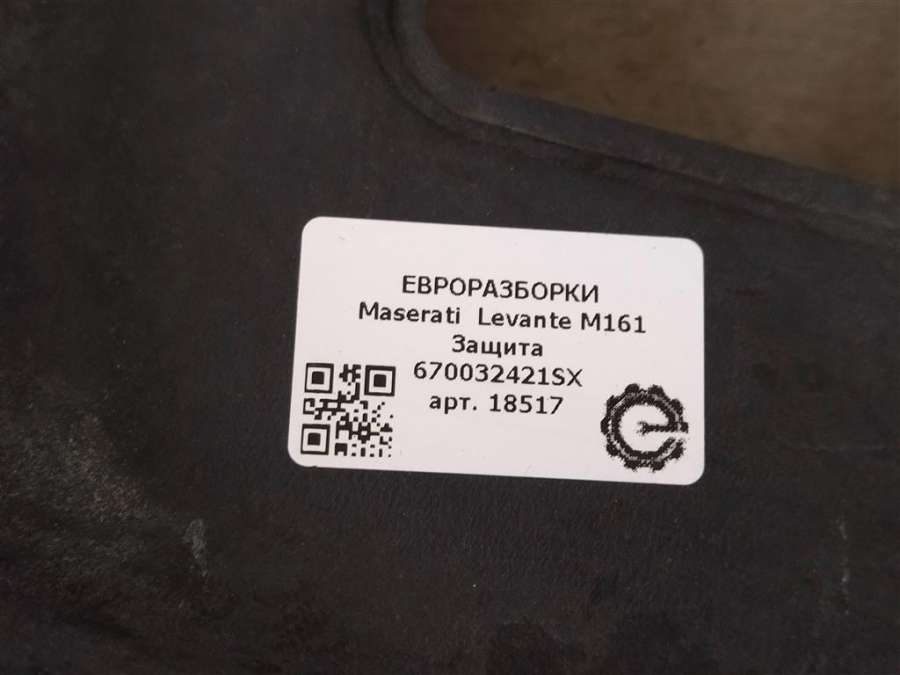 ЕВРОРАЗБОРКИ
Maserati Levante M161
Защита
670032421SX
арт. 18517